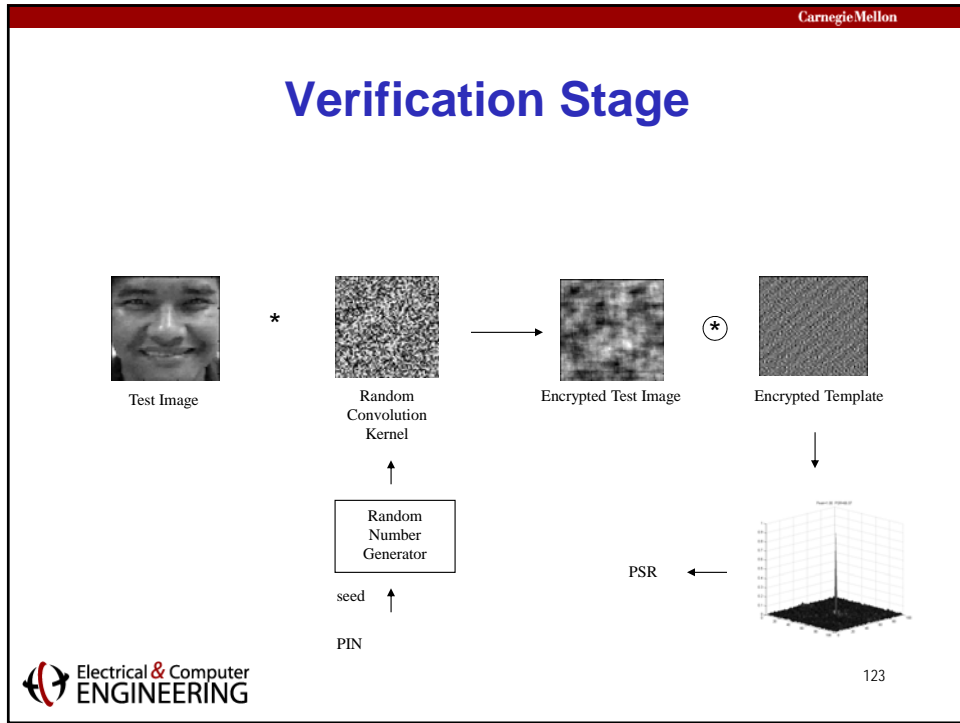 Carnegie Mellon
Verification Stage
*
*
Test Image
Random
Convolution
Kernel
Encrypted Test Image
Encrypted Template
Random
Number
Generator
seed
PIN
PSR
Electrical & Computer
ENGINEERING
123